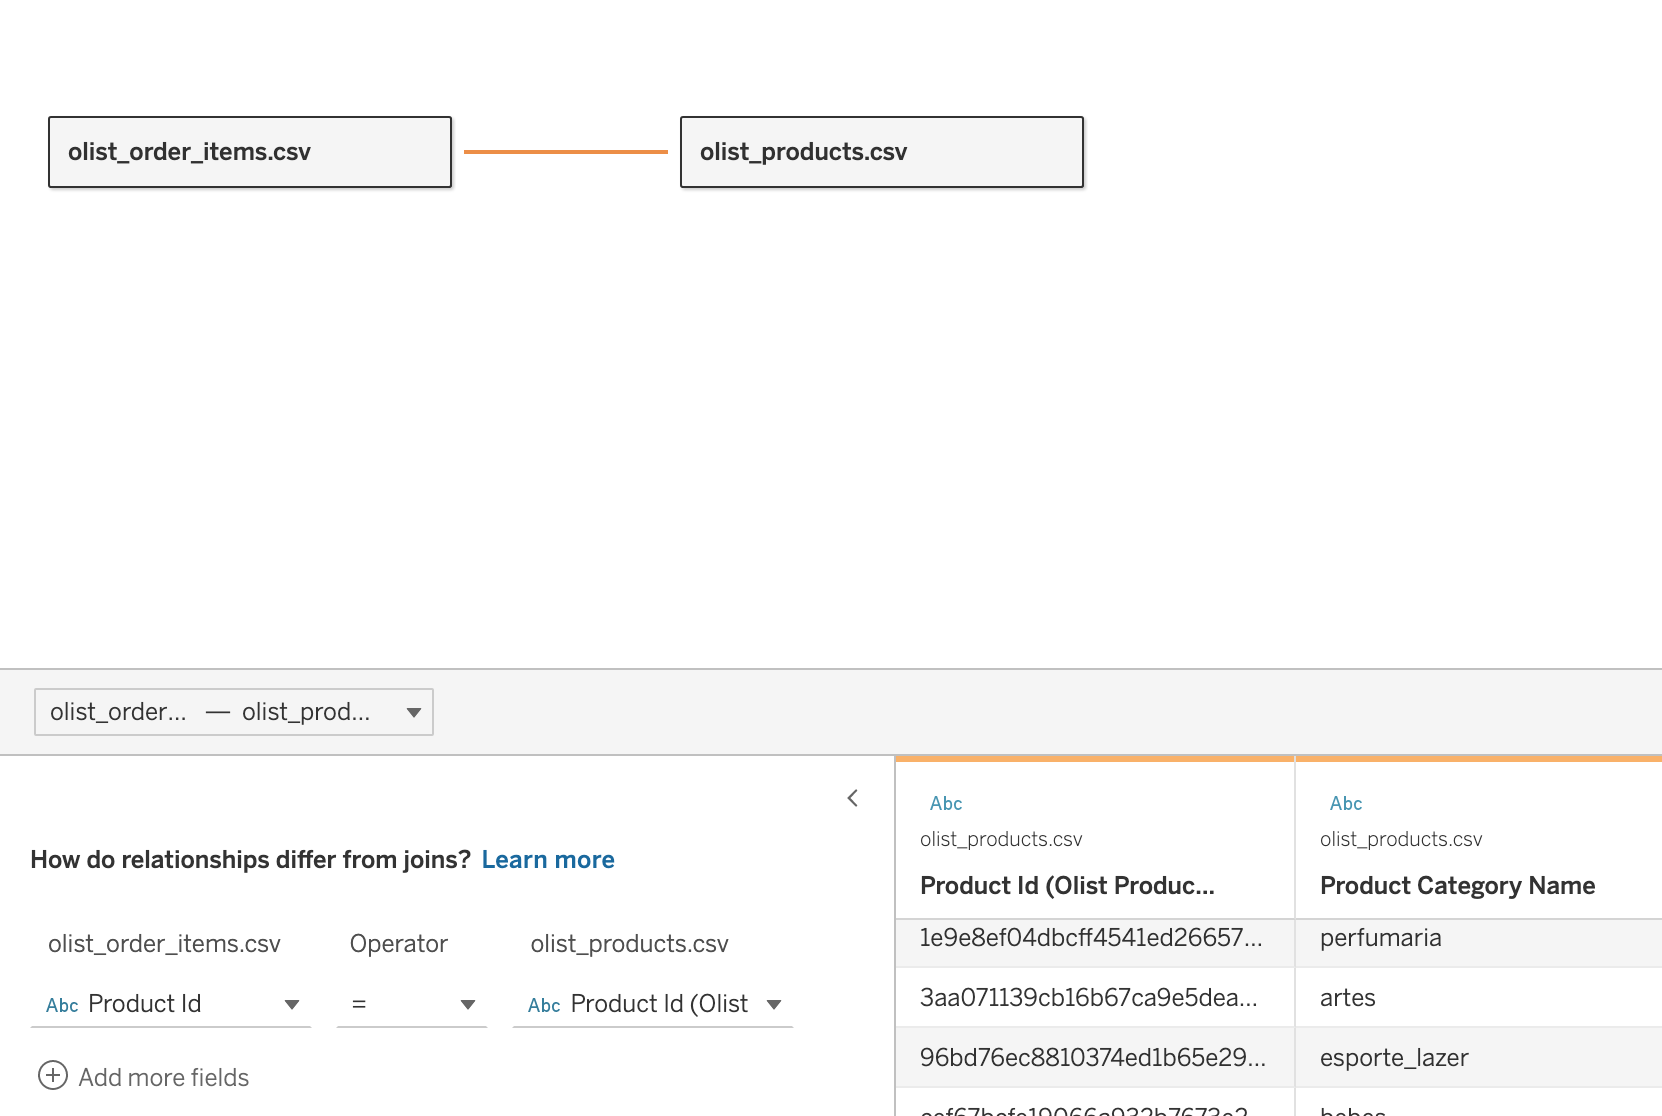 olist_order_items.csv
olist_products.csv
olist_order... — olist_prod...
How do relationships differ from joins? Learn more
olist_order_items.csv Operator olist_products.csv
Abc Product Id = Abc Product Id (Olist
Add more fields
Abc Abc
olist_products.csv olist_products.csv
Product Id (Olist Produc... Product Category Name
1e9e8ef04dbcff4541ed26657... perfumaria
3aa071139cb16b67ca9e5dea... artes
96bd76ec8810374ed1b65e29... esporte_lazer